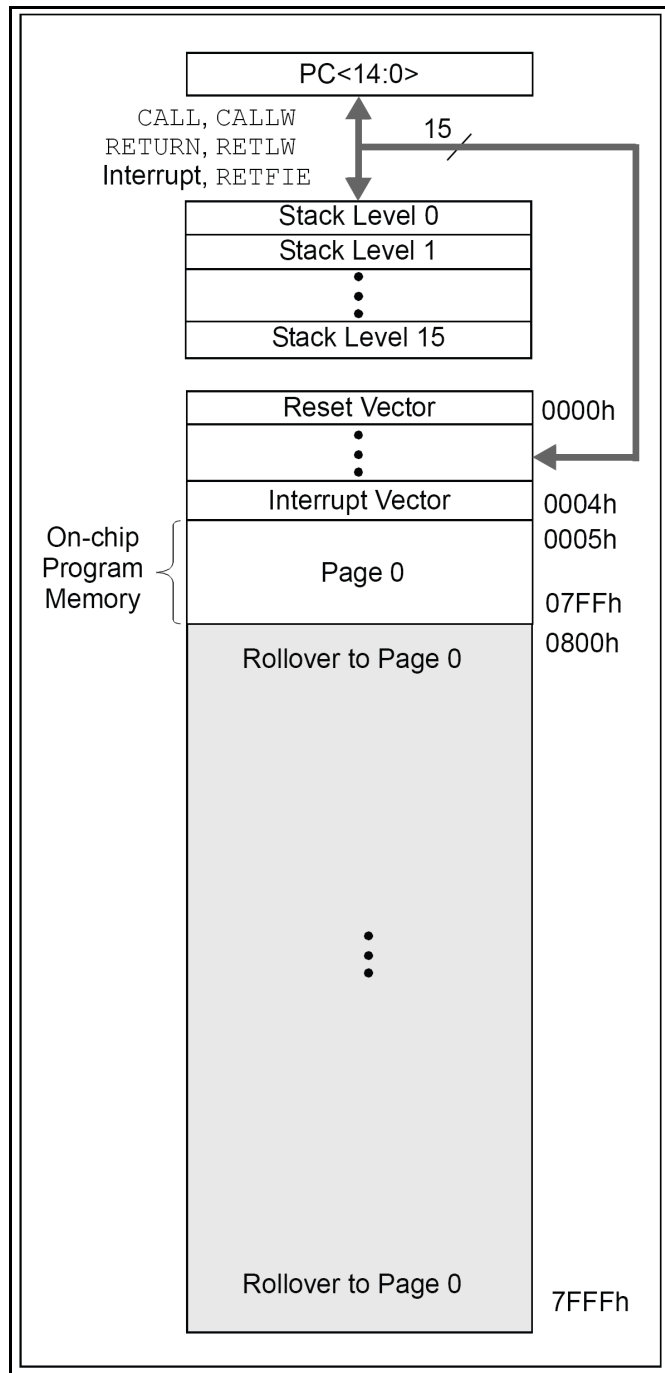 PC<14:0>
CALL, CALLW
RETURN, RETLW
Interrupt, RETFIE
15
Stack Level 0
Stack Level 1
Stack Level 15
Reset Vector
0000h
Interrupt Vector
0004h
On-chip
Program
Memory
0005h
Page 0
07FFh
Rollover to Page 0
0800h
Rollover to Page 0
7FFFh